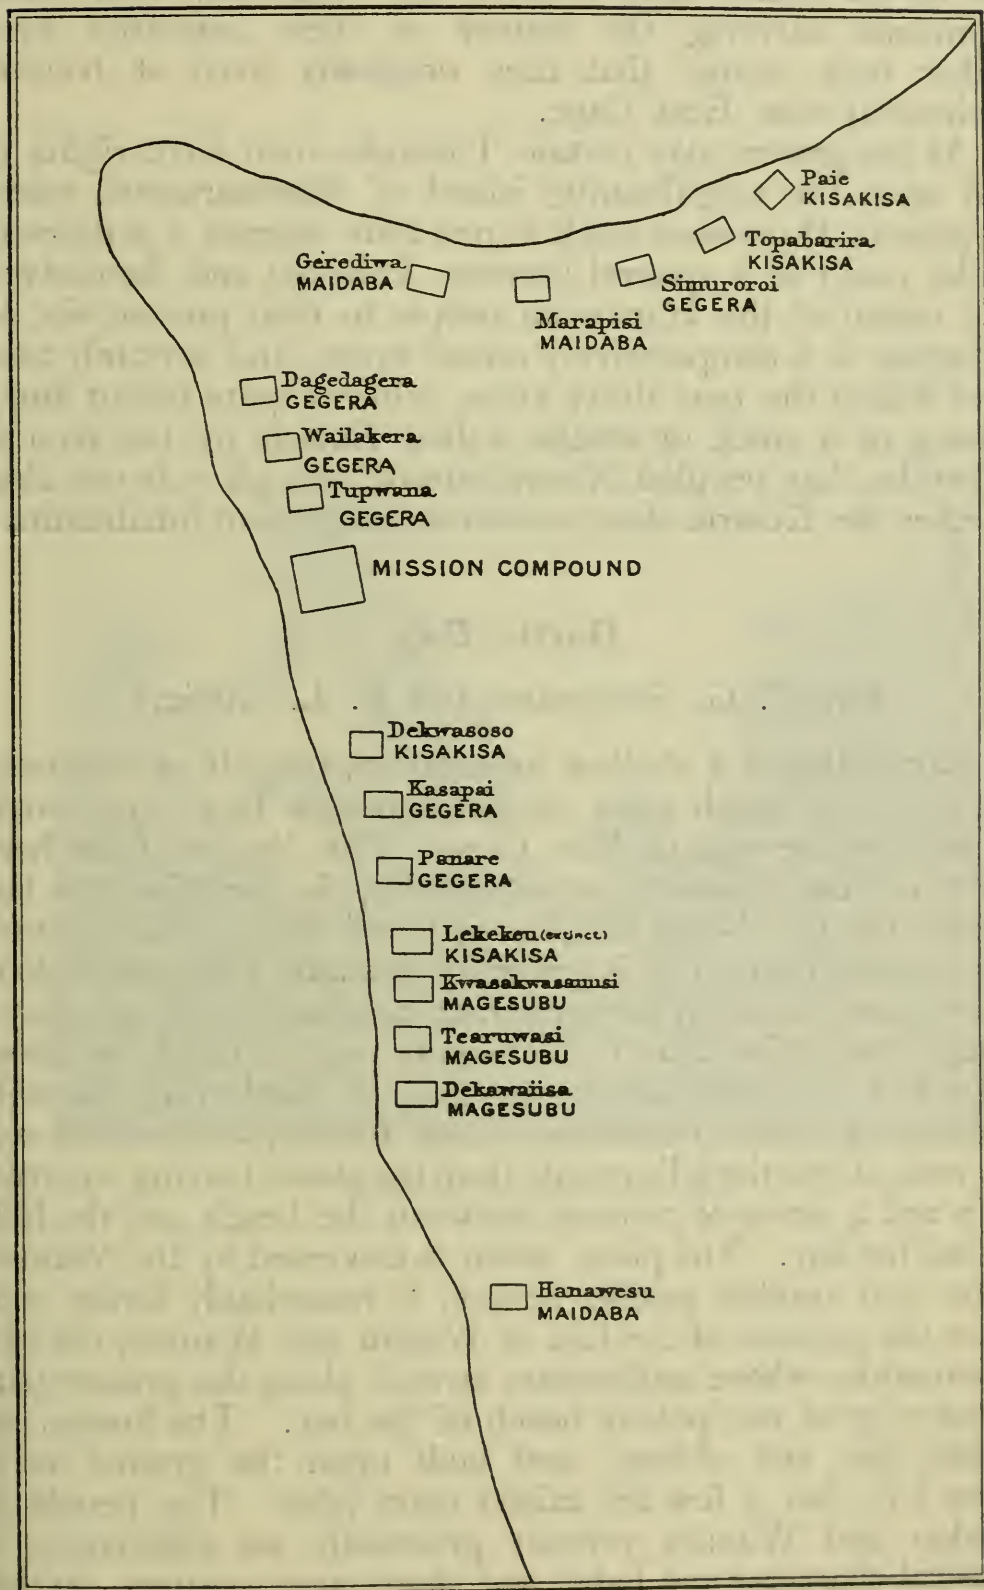 Paie
KISAKISA
Topabarira
KISAKISA
Simuroroi
GEGERA
Gerediwa
MAIDABA
Marapisi
MAIDABA
Dagedagera
GEGERA
Wailakera
GEGERA
Tupwana
GEGERA
MISSION COMPOUND
Dekwasoso
KISAKISA
Kasapai
GEGERA
Panare
GEGERA
Lekekeu (extinct)
KISAKISA
Kwasakwasausi
MAGESUBU
Tearuwasi
MAGESUBU
Dekawaiisa
MAGESUBU
Hanawesu
MAIDABA